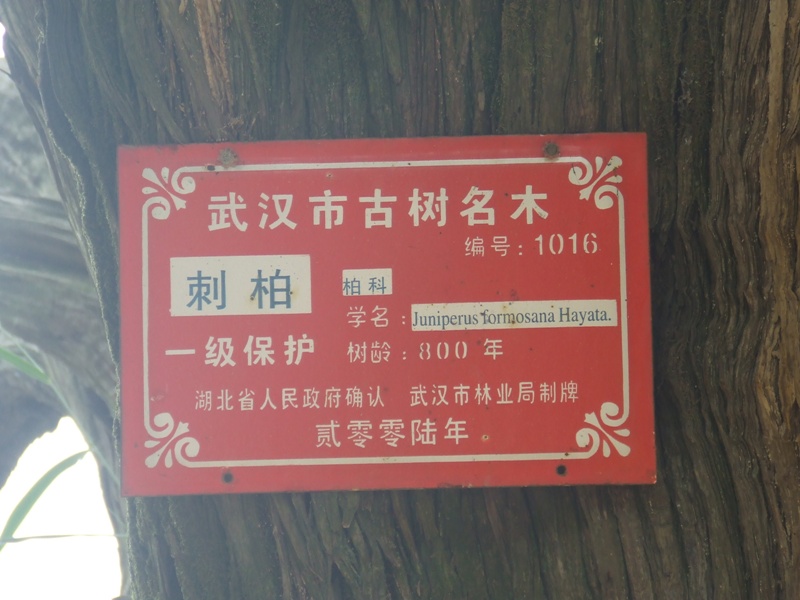 武汉市古树名木
编号：1016
刺柏 柏科
学名：Juniperus formosana Hayata.
一级保护 树龄：800 年
湖北省人民政府确认 武汉市林业局制牌
贰零零陆年